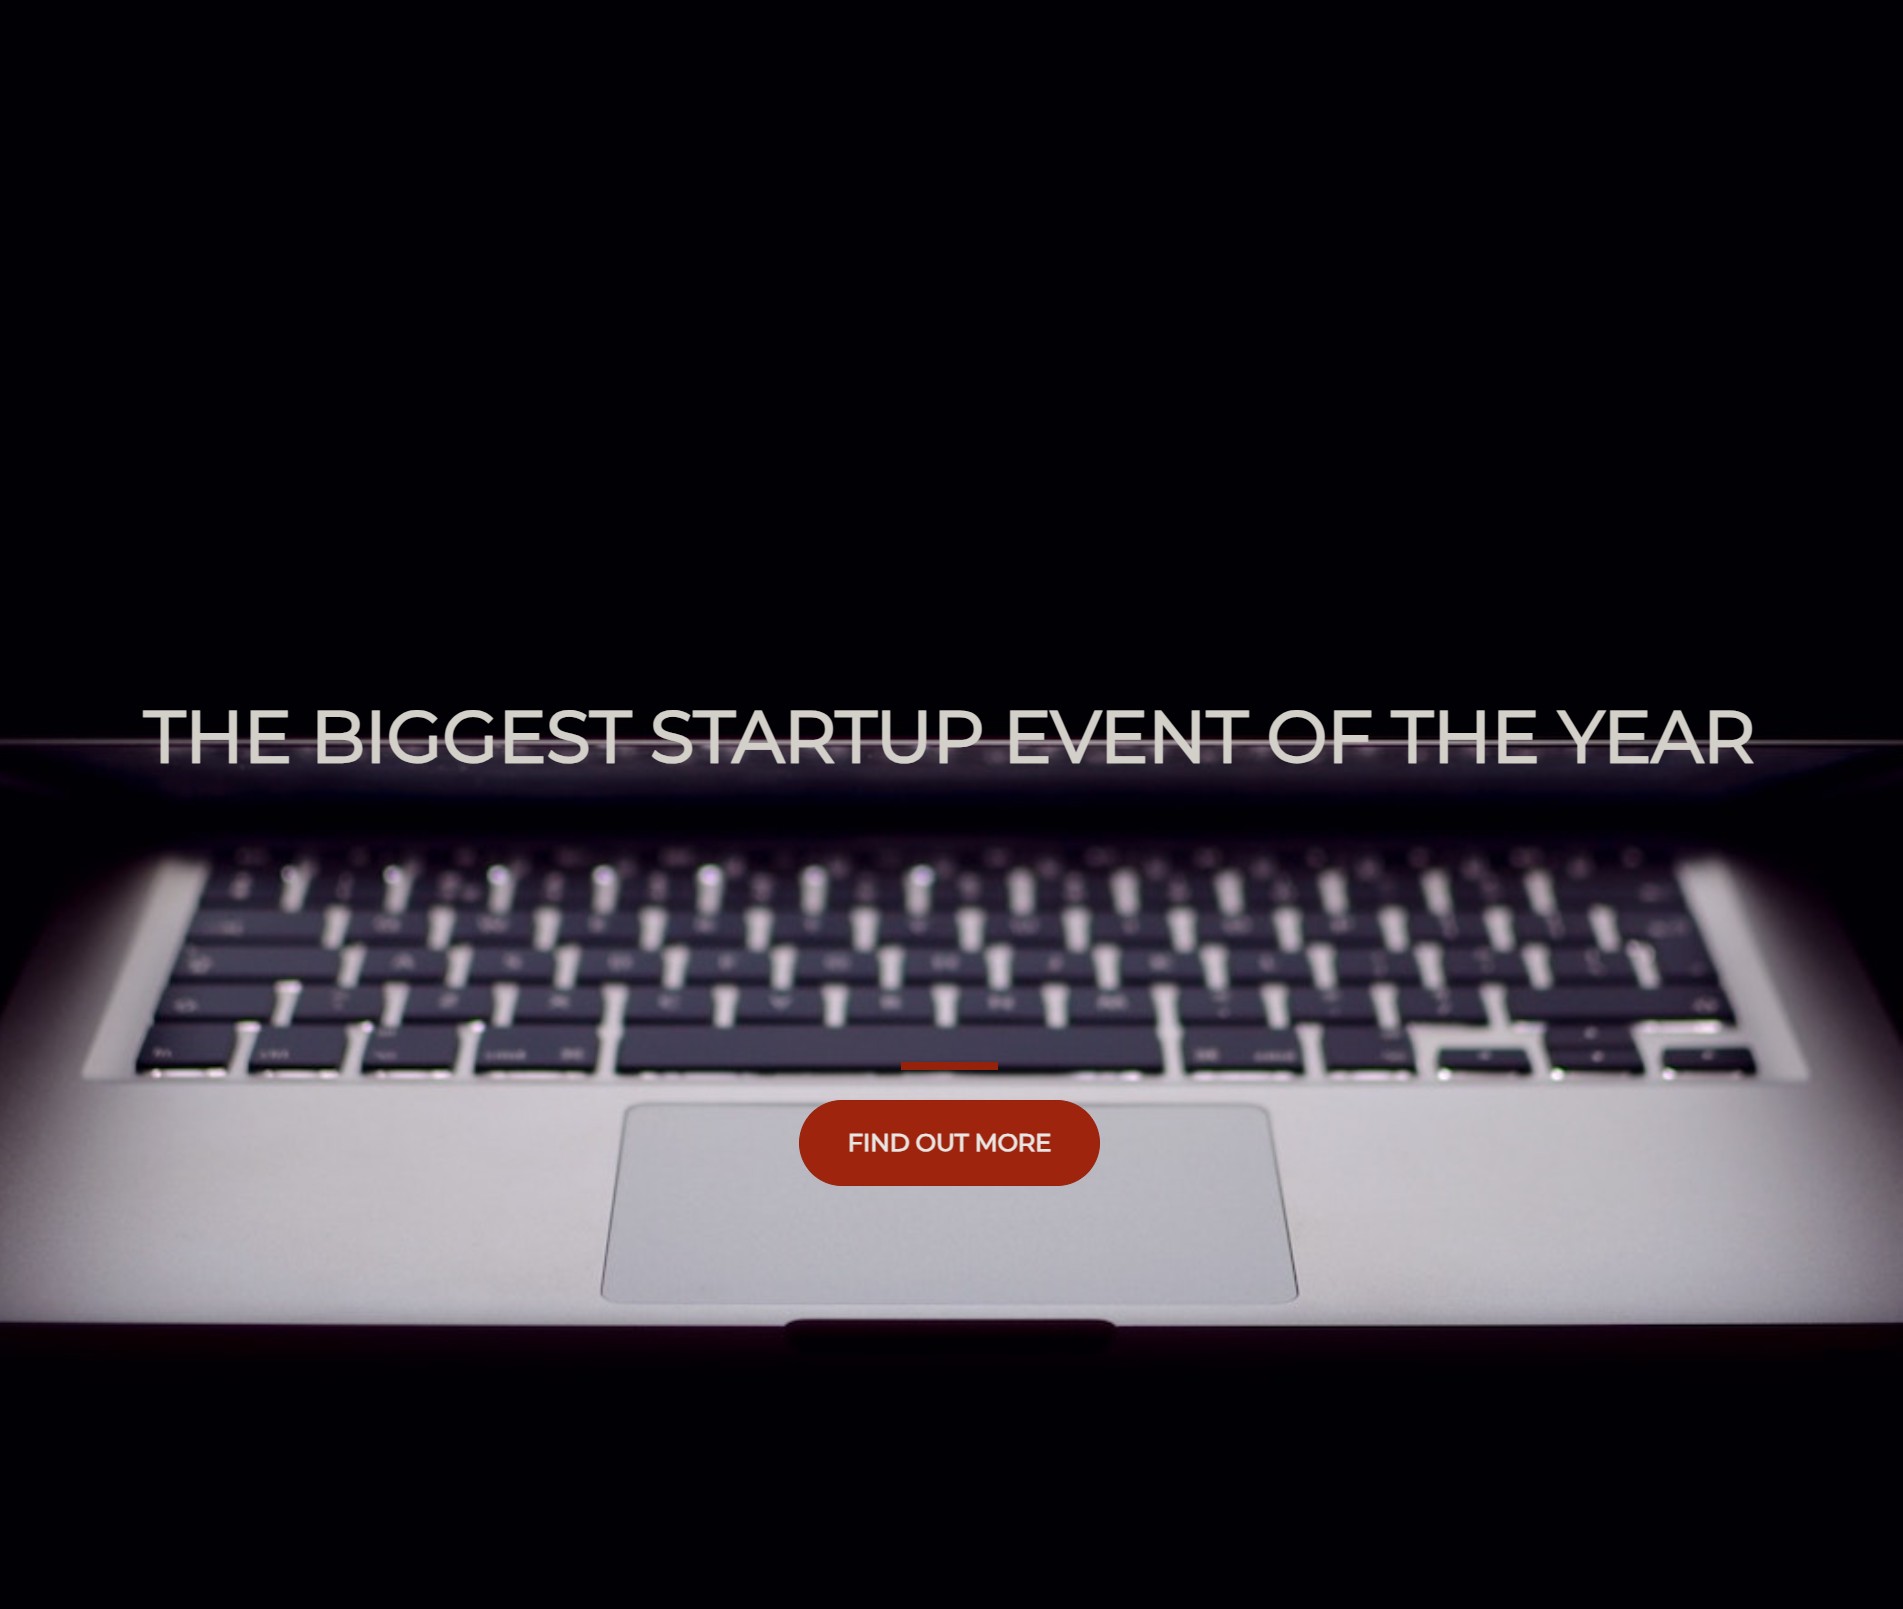 THE BIGGEST STARTUP EVENT OF THE YEAR
FIND OUT MORE